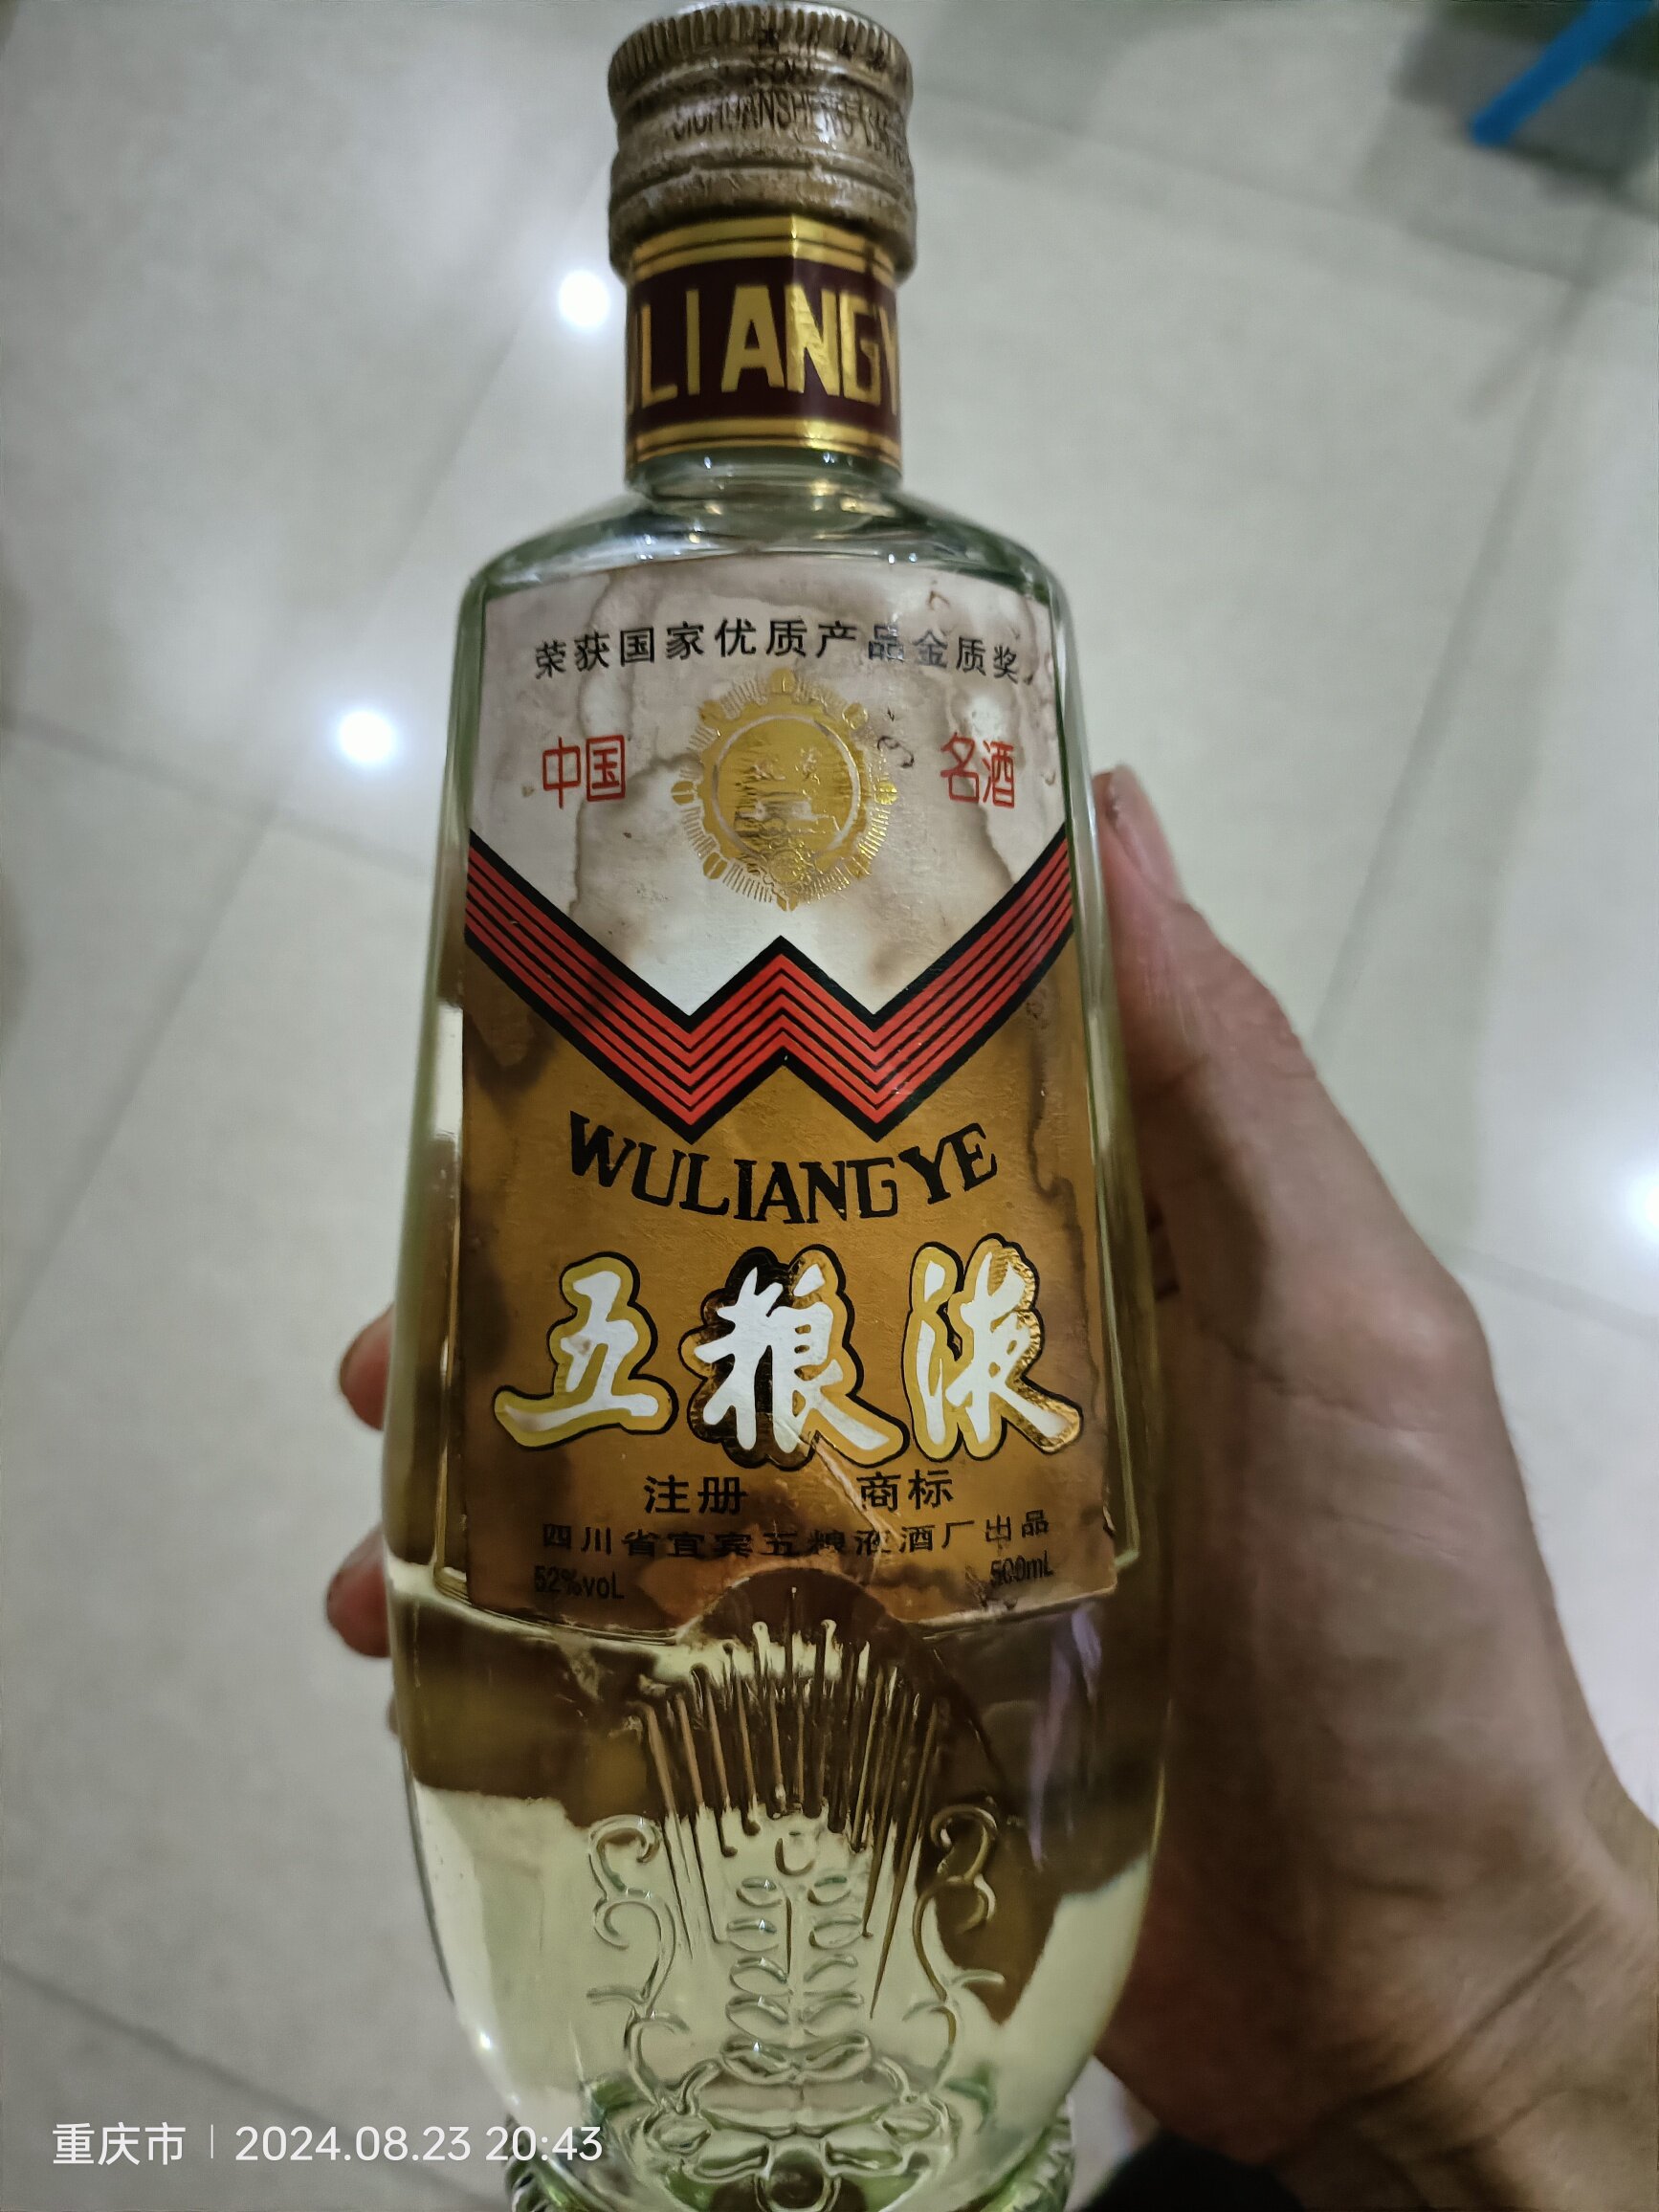 SICHUANSHENG
ULIANGY
荣获国家优质产品金质奖
中国 名酒
WULIANGYE
五粮液
注册 商标
四川省宜宾五粮液酒厂出品
52%voL 500mL
重庆市 | 2024.08.23 20:43